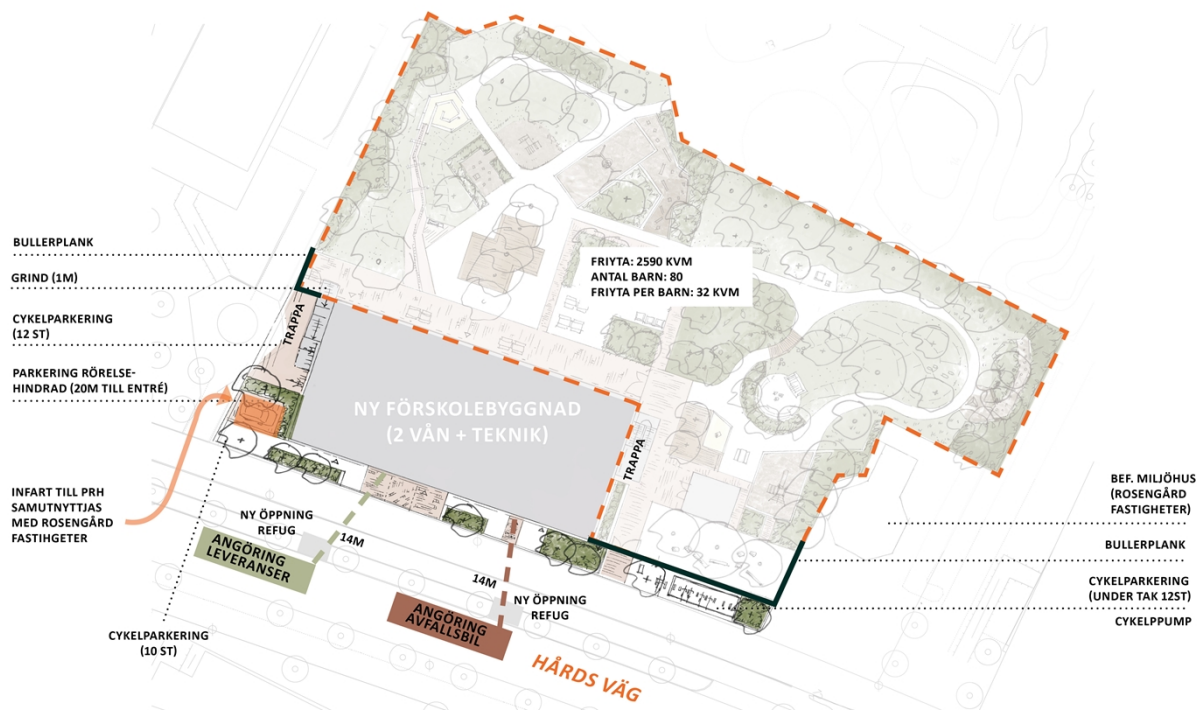 BULLERPLANK
GRIND (1M)
CYKELPARKERING
(12 ST)
PARKERING RÖRELSE-
HINDRAD (20M TILL ENTRÉ)
INFART TILL PRH
SAMUTNYTTJAS
MED ROSENGÅRD
FASTIHGETER
CYKELPARKERING
(10 ST)
TRAPPA
FRIYTA: 2590 KVM
ANTAL BARN: 80
FRIYTA PER BARN: 32 KVM
NY FÖRSKOLEBYGGNAD
(2 VÅN + TEKNIK)
TRAPPA
NY ÖPPNING
REFUG
14M
ANGÖRING
LEVERANSER
14M
NY ÖPPNING
REFUG
ANGÖRING
AVFALLSBIL
HÅRDS VÄG
BEF. MILJÖHUS
(ROSENGÅRD
FASTIGHETER)
BULLERPLANK
CYKELPARKERING
(UNDER TAK 12ST)
CYKELPPUMP